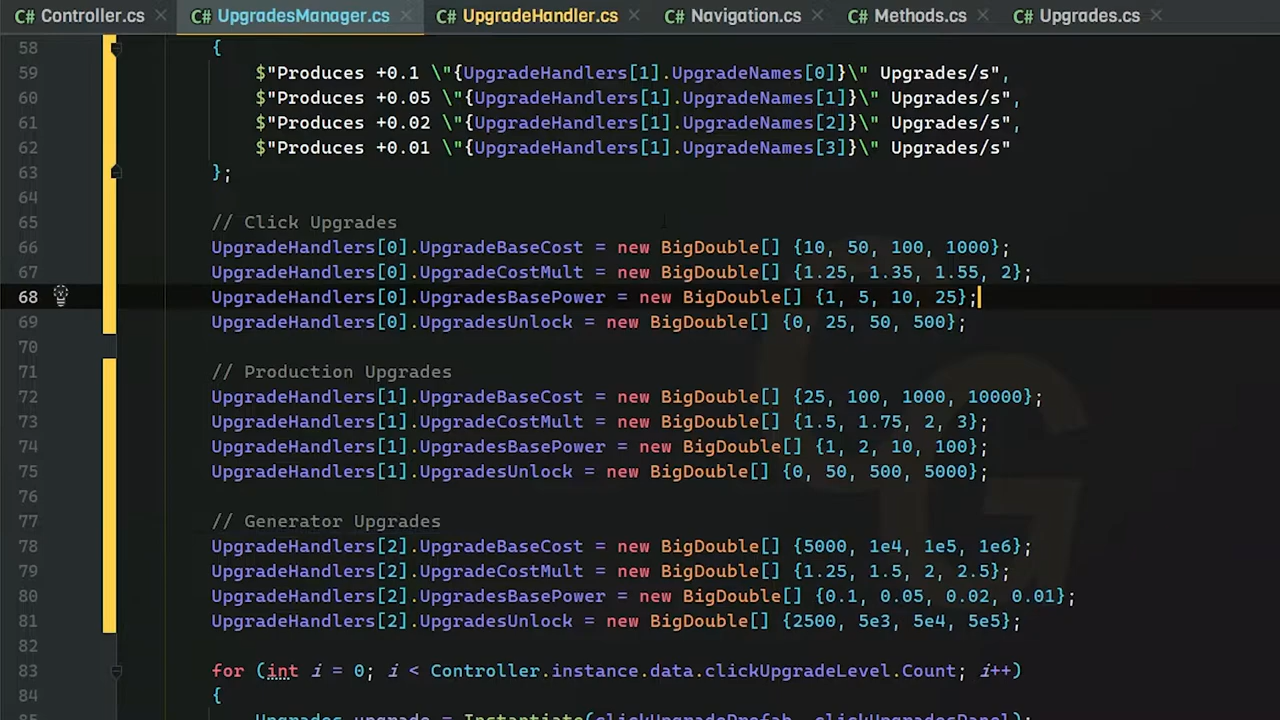 C# Controller.cs × C# UpgradesManager.cs × C# UpgradeHandler.cs × C# Navigation.cs × C# Methods.cs × C# Upgrades.cs ×
58 {
59 $"Produces +0.1 \"{UpgradeHandlers[1].UpgradeNames[0]}\" Upgrades/s",
60 $"Produces +0.05 \"{UpgradeHandlers[1].UpgradeNames[1]}\" Upgrades/s",
61 $"Produces +0.02 \"{UpgradeHandlers[1].UpgradeNames[2]}\" Upgrades/s",
62 $"Produces +0.01 \"{UpgradeHandlers[1].UpgradeNames[3]}\" Upgrades/s"
63 };
64
65 // Click Upgrades
66 UpgradeHandlers[0].UpgradeBaseCost = new BigDouble[] {10, 50, 100, 1000};
67 UpgradeHandlers[0].UpgradeCostMult = new BigDouble[] {1.25, 1.35, 1.55, 2};
68 UpgradeHandlers[0].UpgradesBasePower = new BigDouble[] {1, 5, 10, 25};
69 UpgradeHandlers[0].UpgradesUnlock = new BigDouble[] {0, 25, 50, 500};
70
71 // Production Upgrades
72 UpgradeHandlers[1].UpgradeBaseCost = new BigDouble[] {25, 100, 1000, 10000};
73 UpgradeHandlers[1].UpgradeCostMult = new BigDouble[] {1.5, 1.75, 2, 3};
74 UpgradeHandlers[1].UpgradesBasePower = new BigDouble[] {1, 2, 10, 100};
75 UpgradeHandlers[1].UpgradesUnlock = new BigDouble[] {0, 50, 500, 5000};
76
77 // Generator Upgrades
78 UpgradeHandlers[2].UpgradeBaseCost = new BigDouble[] {5000, 1e4, 1e5, 1e6};
79 UpgradeHandlers[2].UpgradeCostMult = new BigDouble[] {1.25, 1.5, 2, 2.5};
80 UpgradeHandlers[2].UpgradesBasePower = new BigDouble[] {0.1, 0.05, 0.02, 0.01};
81 UpgradeHandlers[2].UpgradesUnlock = new BigDouble[] {2500, 5e3, 5e4, 5e5};
82
83 for (int i = 0; i < Controller.instance.data.clickUpgradeLevel.Count; i++)
84 {
85 Upgrades upgrade = Instantiate(clickUpgradePrefab, clickUpgradesPanel);